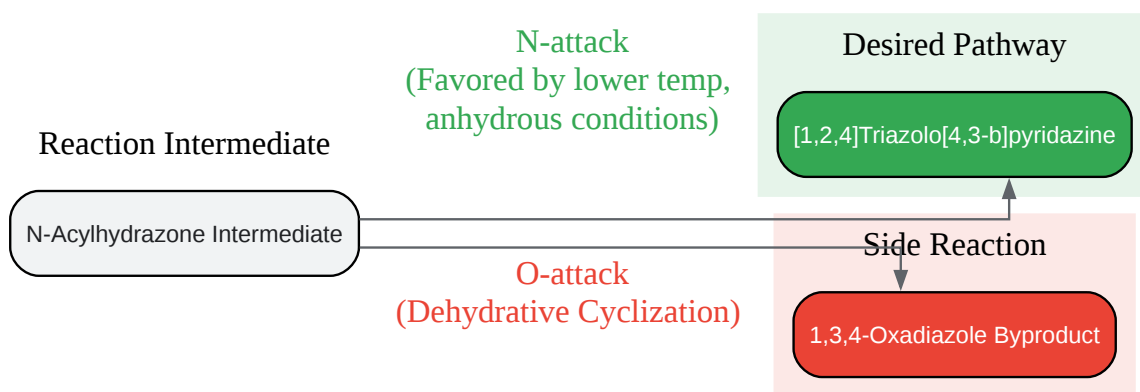 Reaction Intermediate
N-Acylhydrazone Intermediate
N-attack
(Favored by lower temp,
anhydrous conditions)
O-attack
(Dehydrative Cyclization)
Desired Pathway
[1,2,4]Triazolo[4,3-b]pyridazine
Side Reaction
1,3,4-Oxadiazole Byproduct